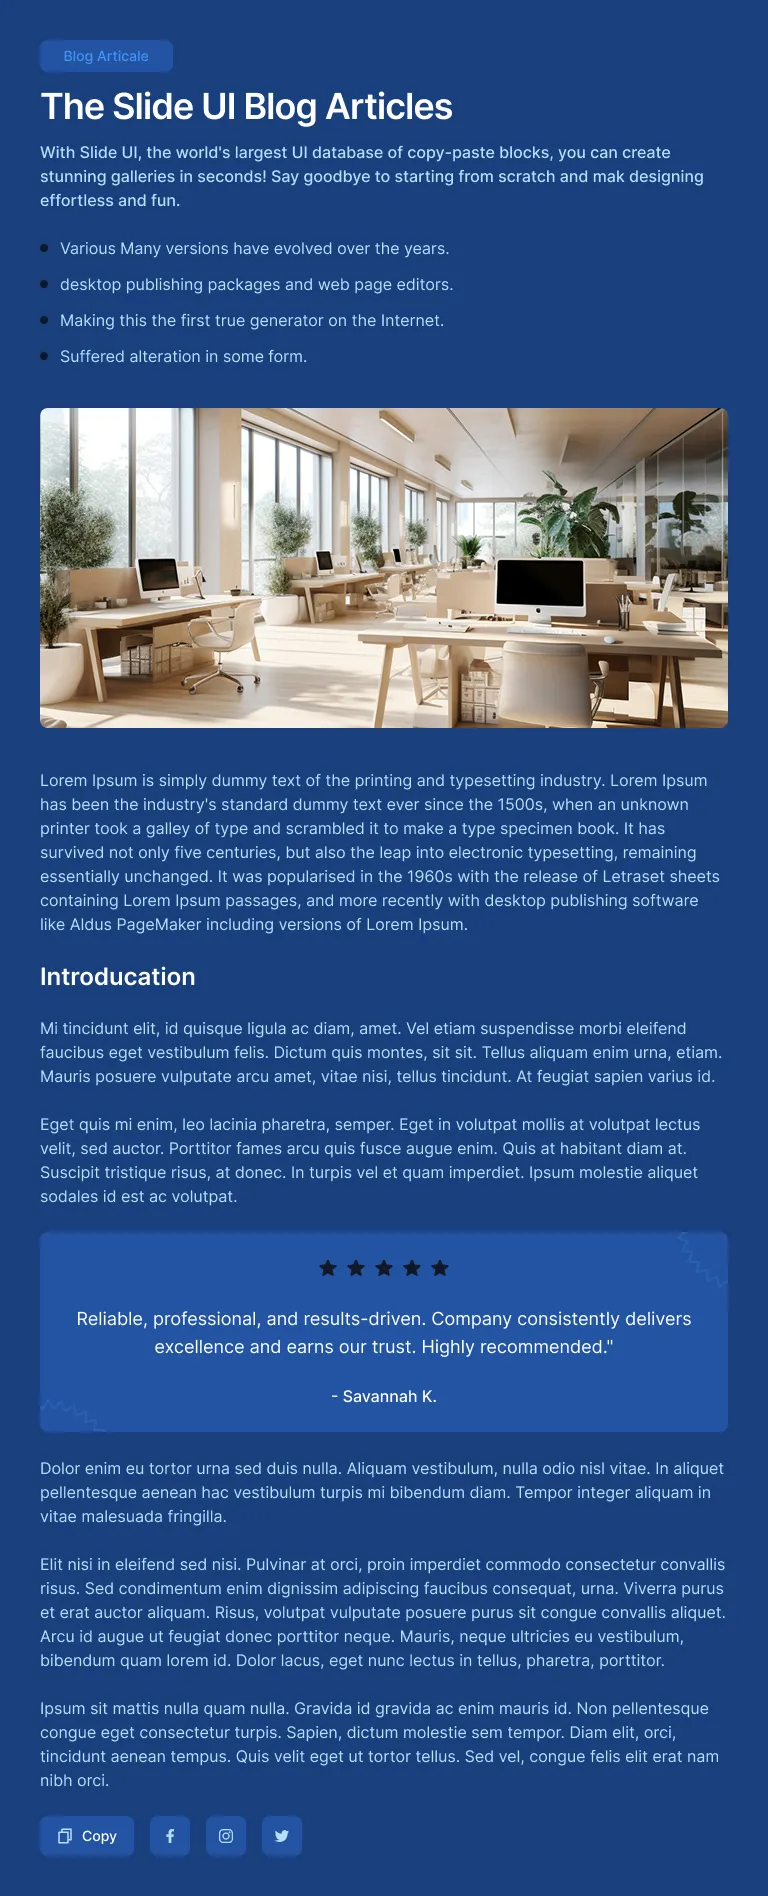 Blog Articale
The Slide UI Blog Articles
With Slide UI, the world's largest UI database of copy-paste blocks, you can create
stunning galleries in seconds! Say goodbye to starting from scratch and mak designing
effortless and fun.
Various Many versions have evolved over the years.
desktop publishing packages and web page editors.
Making this the first true generator on the Internet.
Suffered alteration in some form.
Lorem Ipsum is simply dummy text of the printing and typesetting industry. Lorem Ipsum
has been the industry's standard dummy text ever since the 1500s, when an unknown
printer took a galley of type and scrambled it to make a type specimen book. It has
survived not only five centuries, but also the leap into electronic typesetting, remaining
essentially unchanged. It was popularised in the 1960s with the release of Letraset sheets
containing Lorem Ipsum passages, and more recently with desktop publishing software
like Aldus PageMaker including versions of Lorem Ipsum.
Introducation
Mi tincidunt elit, id quisque ligula ac diam, amet. Vel etiam suspendisse morbi eleifend
faucibus eget vestibulum felis. Dictum quis montes, sit sit. Tellus aliquam enim urna, etiam.
Mauris posuere vulputate arcu amet, vitae nisi, tellus tincidunt. At feugiat sapien varius id.
Eget quis mi enim, leo lacinia pharetra, semper. Eget in volutpat mollis at volutpat lectus
velit, sed auctor. Porttitor fames arcu quis fusce augue enim. Quis at habitant diam at.
Suscipit tristique risus, at donec. In turpis vel et quam imperdiet. Ipsum molestie aliquet
sodales id est ac volutpat.
Reliable, professional, and results-driven. Company consistently delivers
excellence and earns our trust. Highly recommended."
- Savannah K.
Dolor enim eu tortor urna sed duis nulla. Aliquam vestibulum, nulla odio nisl vitae. In aliquet
pellentesque aenean hac vestibulum turpis mi bibendum diam. Tempor integer aliquam in
vitae malesuada fringilla.
Elit nisi in eleifend sed nisi. Pulvinar at orci, proin imperdiet commodo consectetur convallis
risus. Sed condimentum enim dignissim adipiscing faucibus consequat, urna. Viverra purus
et erat auctor aliquam. Risus, volutpat vulputate posuere purus sit congue convallis aliquet.
Arcu id augue ut feugiat donec porttitor neque. Mauris, neque ultricies eu vestibulum,
bibendum quam lorem id. Dolor lacus, eget nunc lectus in tellus, pharetra, porttitor.
Ipsum sit mattis nulla quam nulla. Gravida id gravida ac enim mauris id. Non pellentesque
congue eget consectetur turpis. Sapien, dictum molestie sem tempor. Diam elit, orci,
tincidunt aenean tempus. Quis velit eget ut tortor tellus. Sed vel, congue felis elit erat nam
nibh orci.
Copy